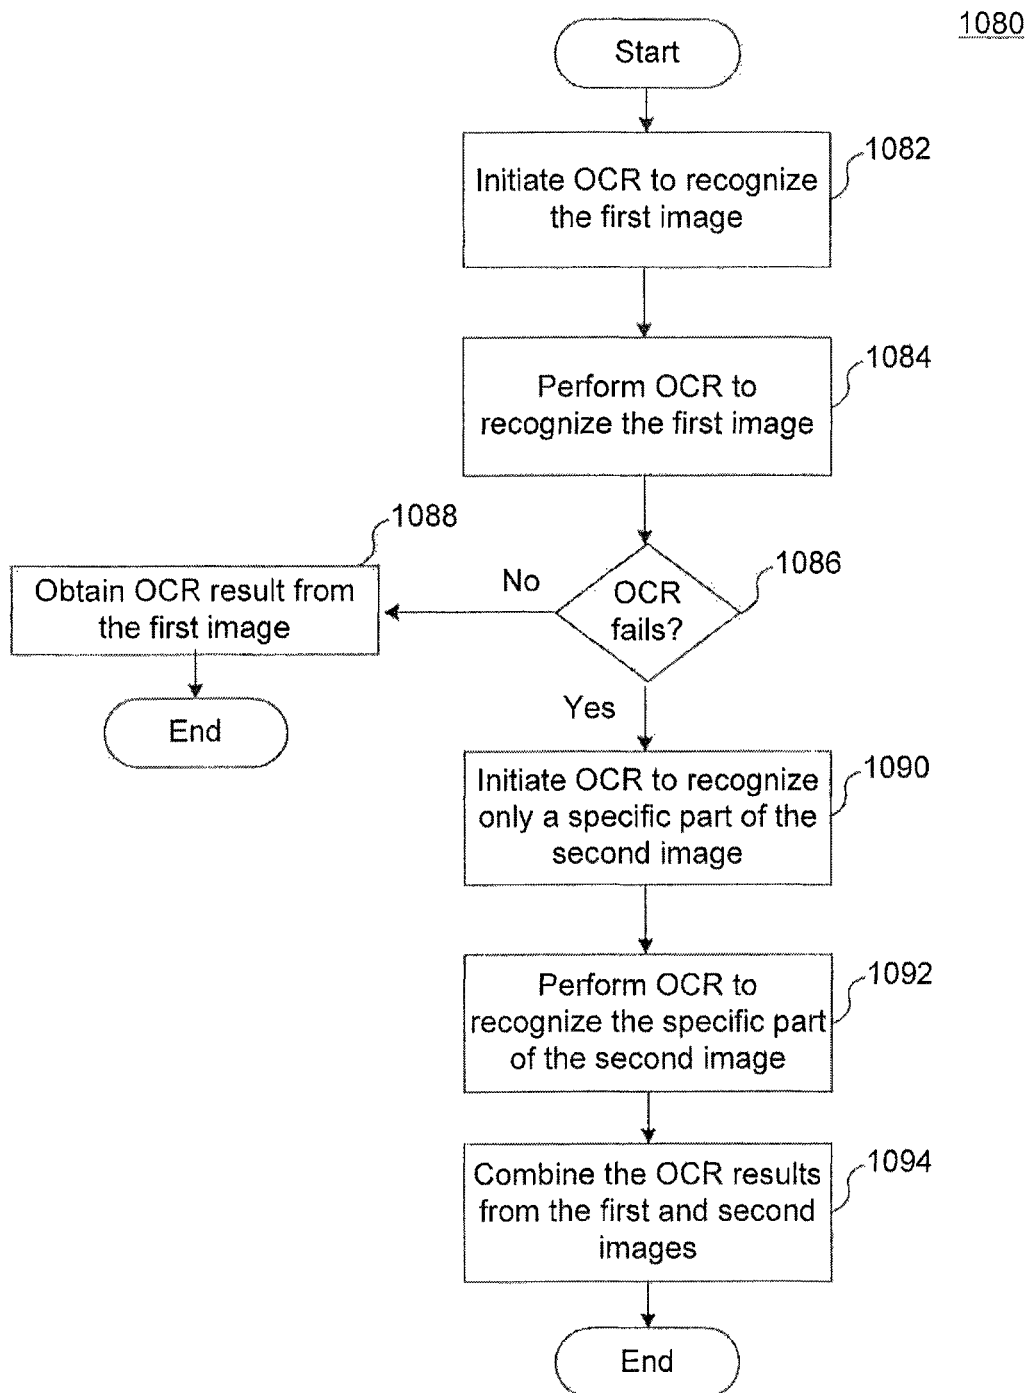 1080
Start
1082
Initiate OCR to recognize
the first image
1084
Perform OCR to
recognize the first image
1088
Obtain OCR result from
the first image
No
OCR
fails?
1086
End
Yes
Initiate OCR to recognize
only a specific part of the
second image
1090
Perform OCR to
recognize the specific part
of the second image
1092
Combine the OCR results
from the first and second
images
1094
End